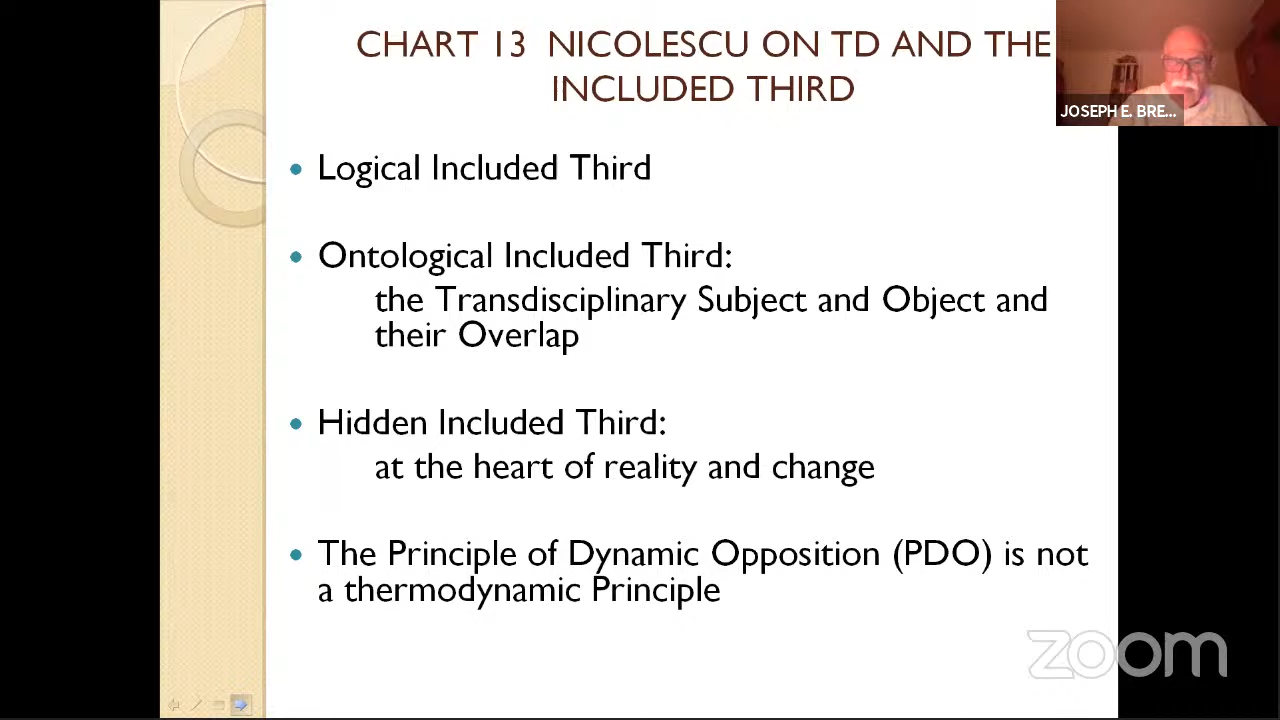 CHART 13 NICOLESCU ON TD AND THE
INCLUDED THIRD
JOSEPH E. BRE...
• Logical Included Third
• Ontological Included Third:
the Transdisciplinary Subject and Object and
their Overlap
• Hidden Included Third:
at the heart of reality and change
• The Principle of Dynamic Opposition (PDO) is not
a thermodynamic Principle
zoom